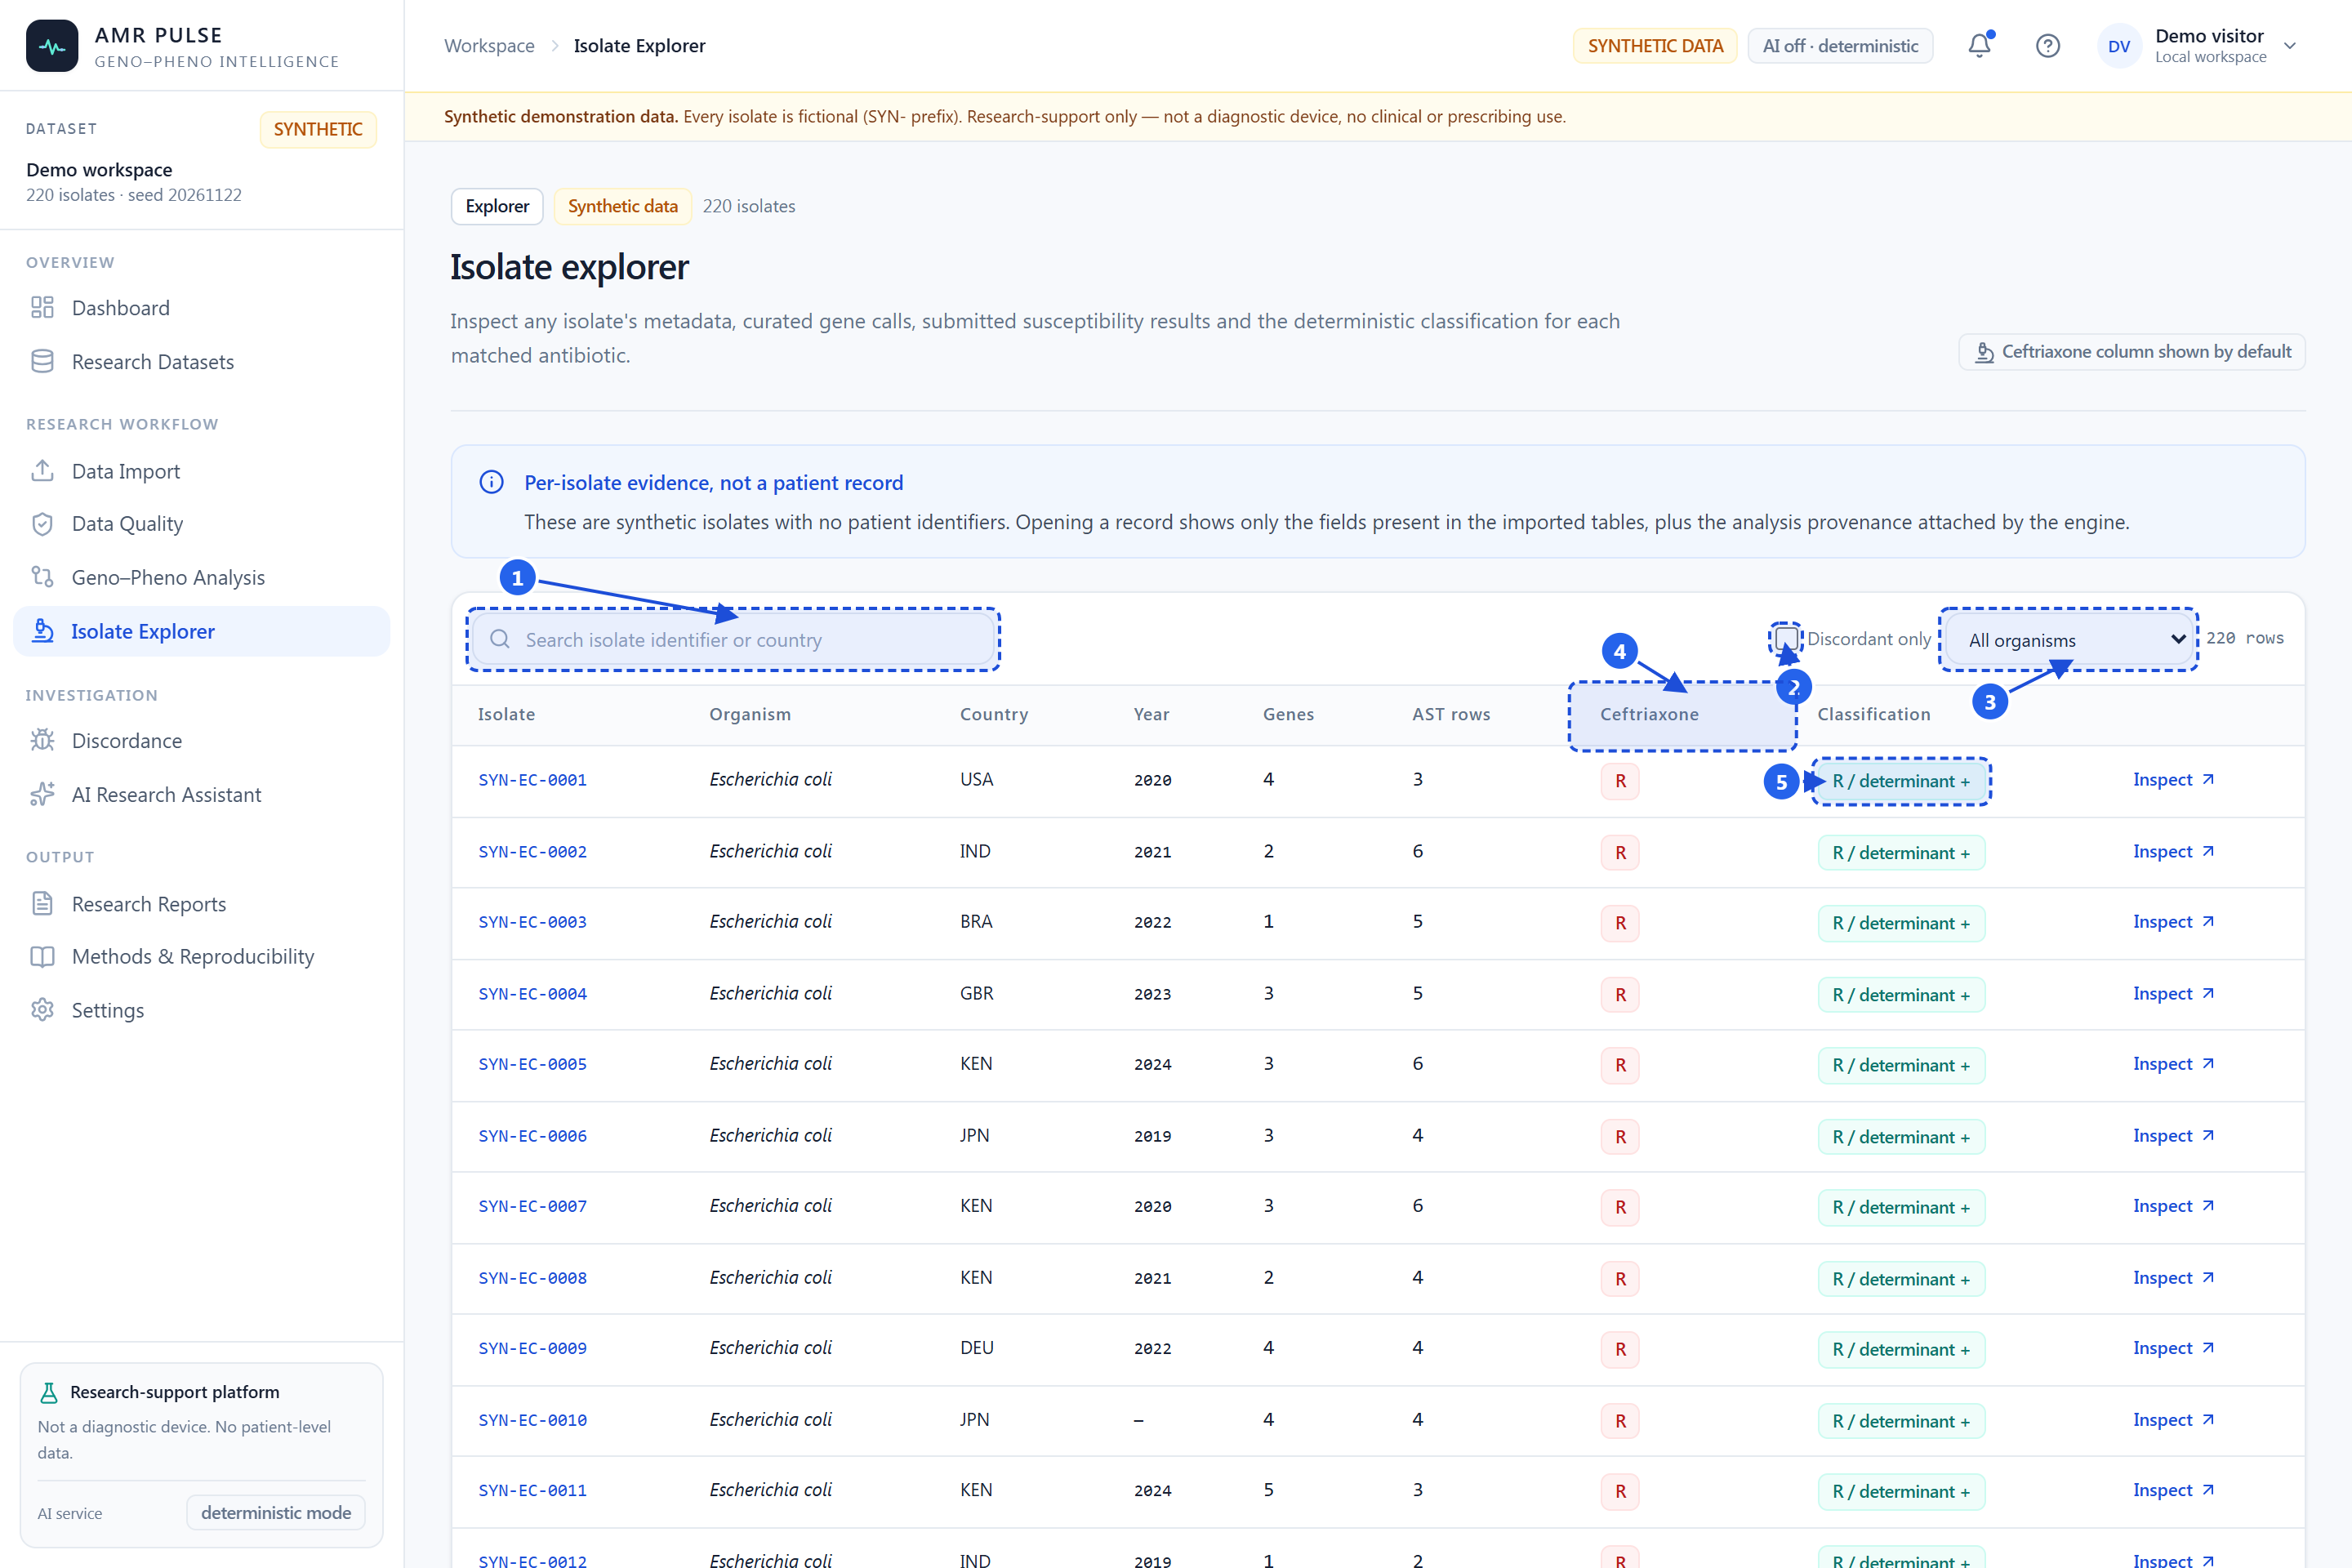 AMR PULSE
GENO–PHENO INTELLIGENCE
DATASET
SYNTHETIC
Demo workspace
220 isolates · seed 20261122
OVERVIEW
Dashboard
Research Datasets
RESEARCH WORKFLOW
Data Import
Data Quality
Geno–Pheno Analysis
Isolate Explorer
INVESTIGATION
Discordance
AI Research Assistant
OUTPUT
Research Reports
Methods & Reproducibility
Settings
Research-support platform
Not a diagnostic device. No patient-level
data.
AI service deterministic mode
Workspace > Isolate Explorer
SYNTHETIC DATA
AI off · deterministic
DV
Demo visitor
Local workspace
Synthetic demonstration data. Every isolate is fictional (SYN- prefix). Research-support only — not a diagnostic device, no clinical or prescribing use.
Explorer Synthetic data 220 isolates
Isolate explorer
Inspect any isolate's metadata, curated gene calls, submitted susceptibility results and the deterministic classification for each
matched antibiotic.
Ceftriaxone column shown by default
Per-isolate evidence, not a patient record
These are synthetic isolates with no patient identifiers. Opening a record shows only the fields present in the imported tables, plus the analysis provenance attached by the engine.
1
Search isolate identifier or country
4
Discordant only
2
All organisms
3
220 rows
Isolate Organism Country Year Genes AST rows Ceftriaxone Classification
SYN-EC-0001 Escherichia coli USA 2020 4 3 R 5 R / determinant + Inspect
SYN-EC-0002 Escherichia coli IND 2021 2 6 R R / determinant + Inspect
SYN-EC-0003 Escherichia coli BRA 2022 1 5 R R / determinant + Inspect
SYN-EC-0004 Escherichia coli GBR 2023 3 5 R R / determinant + Inspect
SYN-EC-0005 Escherichia coli KEN 2024 3 6 R R / determinant + Inspect
SYN-EC-0006 Escherichia coli JPN 2019 3 4 R R / determinant + Inspect
SYN-EC-0007 Escherichia coli KEN 2020 3 6 R R / determinant + Inspect
SYN-EC-0008 Escherichia coli KEN 2021 2 4 R R / determinant + Inspect
SYN-EC-0009 Escherichia coli DEU 2022 4 4 R R / determinant + Inspect
SYN-EC-0010 Escherichia coli JPN – 4 4 R R / determinant + Inspect
SYN-EC-0011 Escherichia coli KEN 2024 5 3 R R / determinant + Inspect
SYN-EC-0012 Escherichia coli IND 2019 1 2 R R / determinant + Inspect